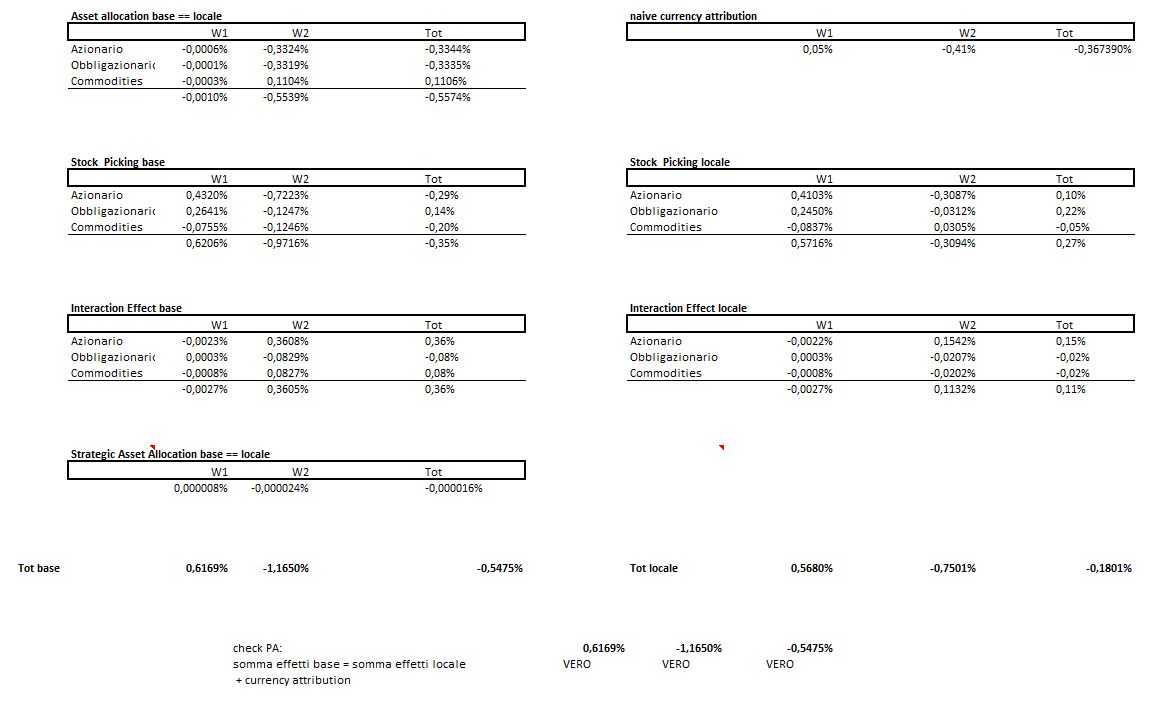 Asset allocation base == locale
W1 W2 Tot
Azionario -0,0006% -0,3324% -0,3344%
Obbligazionaric -0,0001% -0,3319% -0,3335%
Commodities -0,0003% 0,1104% 0,1106%
-0,0010% -0,5539% -0,5574%
naive currency attribution
W1 W2 Tot
0,05% -0,41% -0,367390%
Stock Picking base
W1 W2 Tot
Azionario 0,4320% -0,7223% -0,29%
Obbligazionaric 0,2641% -0,1247% 0,14%
Commodities -0,0755% -0,1246% -0,20%
0,6206% -0,9716% -0,35%
Stock Picking locale
W1 W2 Tot
Azionario 0,4103% -0,3087% 0,10%
Obbligazionario 0,2450% -0,0312% 0,22%
Commodities -0,0837% 0,0305% -0,05%
0,5716% -0,3094% 0,27%
Interaction Effect base
W1 W2 Tot
Azionario -0,0023% 0,3608% 0,36%
Obbligazionaric 0,0003% -0,0829% -0,08%
Commodities -0,0008% 0,0827% 0,08%
-0,0027% 0,3605% 0,36%
Interaction Effect locale
W1 W2 Tot
Azionario -0,0022% 0,1542% 0,15%
Obbligazionario 0,0003% -0,0207% -0,02%
Commodities -0,0008% -0,0202% -0,02%
-0,0027% 0,1132% 0,11%
Strategic Asset Allocation base == locale
W1 W2 Tot
0,000008% -0,000024% -0,000016%
Tot base 0,6169% -1,1650% -0,5475%
Tot locale 0,5680% -0,7501% -0,1801%
check PA: 0,6169% -1,1650% -0,5475%
somma effetti base = somma effetti locale VERO VERO VERO
+ currency attribution